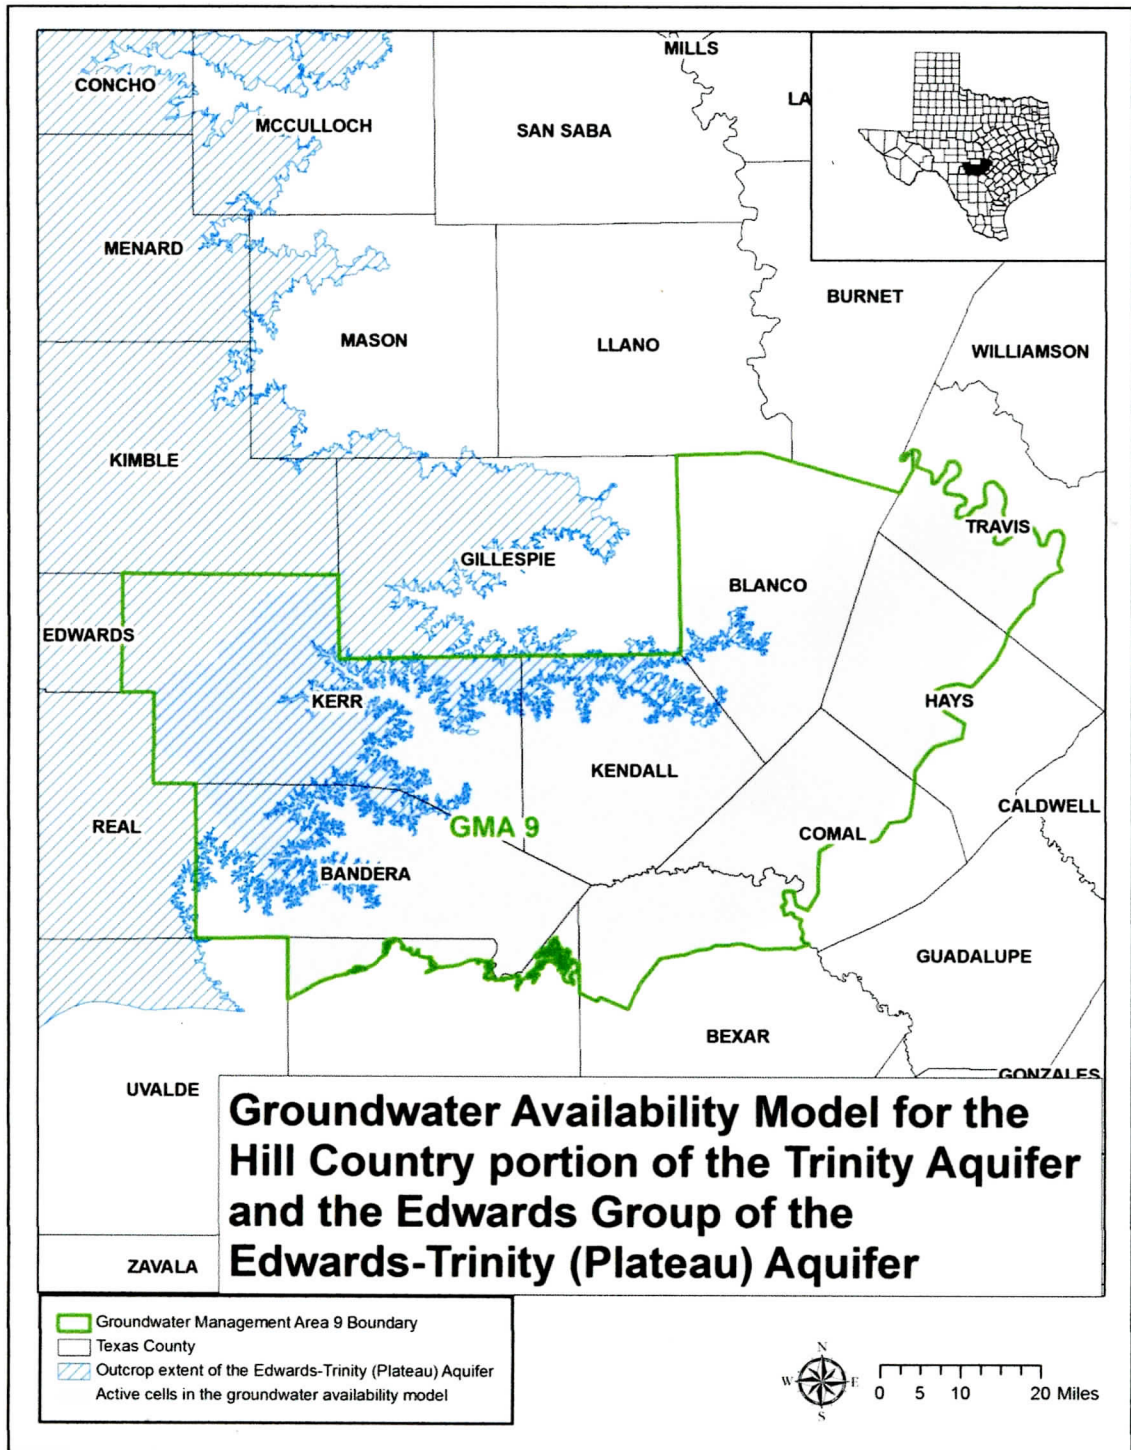 MILLS
CONCHO
LA
MCCULLOCH
SAN SABA
MENARD
BURNET
MASON
LLANO
WILLIAMSON
KIMBLE
TRAVIS
GILLESPIE
BLANCO
EDWARDS
KERR
HAYS
KENDALL
CALDWELL
REAL
GMA 9
COMAL
BANDERA
GUADALUPE
BEXAR
GONZALES
UVALDE
Groundwater Availability Model for the
Hill Country portion of the Trinity Aquifer
and the Edwards Group of the
Edwards-Trinity (Plateau) Aquifer
ZAVALA
Groundwater Management Area 9 Boundary
Texas County
Outcrop extent of the Edwards-Trinity (Plateau) Aquifer
Active cells in the groundwater availability model
N
W E
S
0 5 10 20 Miles